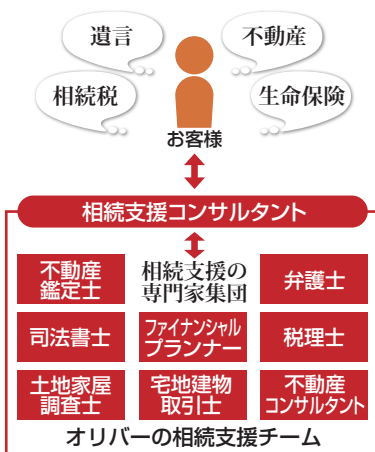 遺言
不動産
相続税
生命保険
お客様
相続支援コンサルタント
不動産
鑑定士
相続支援の
専門家集団
弁護士
司法書士
ファイナンシャル
プランナー
税理士
土地家屋
調査士
宅地建物
取引士
不動産
コンサルタント
オリバーの相続支援チーム